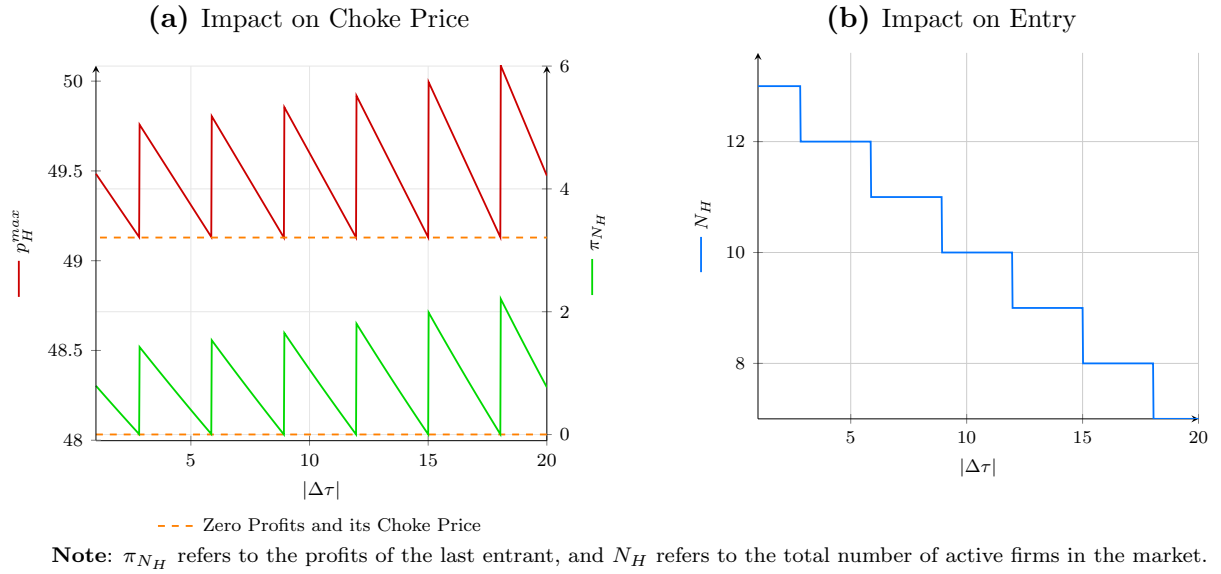 (a) Impact on Choke Price
(b) Impact on Entry
50
49.5
49
48.5
48
p_H^{max}
6
4
2
0
π_{N_H}
5
10
15
20
|Δτ|
12
10
8
N_H
5
10
15
20
|Δτ|
Zero Profits and its Choke Price
Note: π_{N_H} refers to the profits of the last entrant, and N_H refers to the total number of active firms in the market.